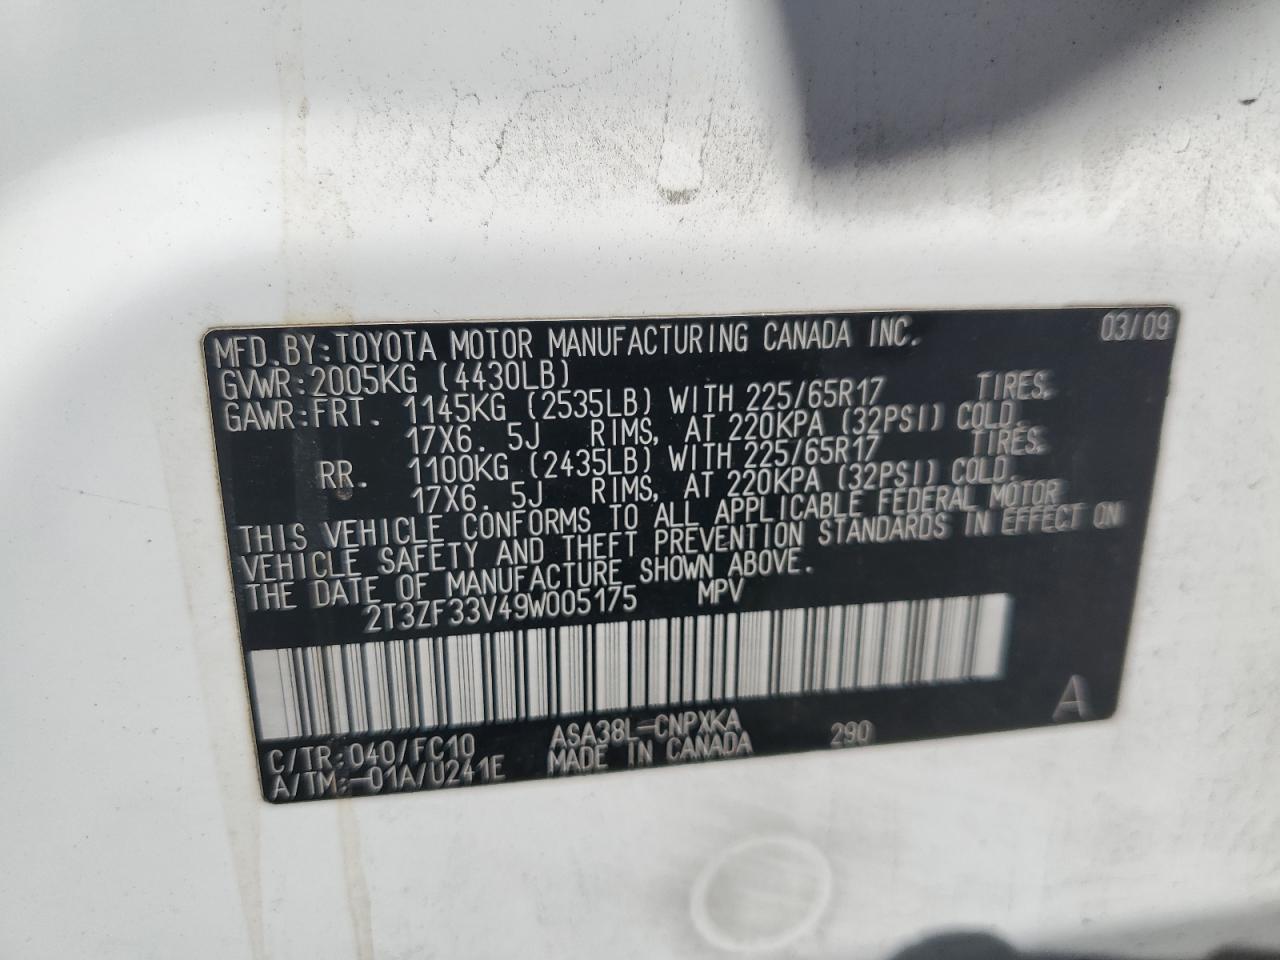 MFD.BY:TOYOTA MOTOR MANUFACTURING CANADA INC. 03/09
GVWR:2005KG (4430LB)
GAWR:FRT. 1145KG (2535LB) WITH 225/65R17 TIRES,
17X6. 5J RIMS, AT 220KPA (32PSI) COLD.
RR. 1100KG (2435LB) WITH 225/65R17 TIRES,
17X6. 5J RIMS, AT 220KPA (32PSI) COLD.
THIS VEHICLE CONFORMS TO ALL APPLICABLE FEDERAL MOTOR
VEHICLE SAFETY AND THEFT PREVENTION STANDARDS IN EFFECT ON
THE DATE OF MANUFACTURE SHOWN ABOVE.
2T3ZF33V49W005175 MPV
A
C/TR:040/FC10 ASA38L-CNPXKA 290
A/TM:-01A/U241E MADE IN CANADA